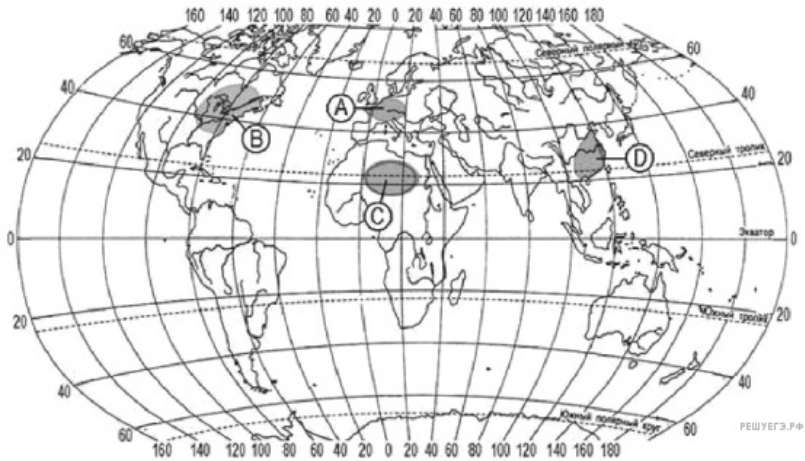 160 140 120 100 80 60 40 20 0 20 40 60 80 100 120 140 160 180
60 Северный полярный 60
40 A 40
B
D
20 Северный тропик 20
C
0 Экватор 0
20 Южный тропик 20
40 40
60 Южный полярный круг 60
РЕШУЕГЭ.РФ
160 140 120 100 80 60 40 20 0 20 40 60 80 100 120 140 160 180